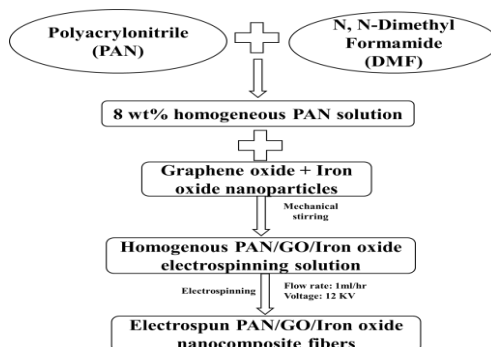 Polyacrylonitrile
(PAN)
N, N-Dimethyl
Formamide
(DMF)
8 wt% homogeneous PAN solution
Graphene oxide + Iron
oxide nanoparticles
Mechanical
stirring
Homogenous PAN/GO/Iron oxide
electrospinning solution
Electrospinning
Flow rate: 1ml/hr
Voltage: 12 KV
Electrospun PAN/GO/Iron oxide
nanocomposite fibers